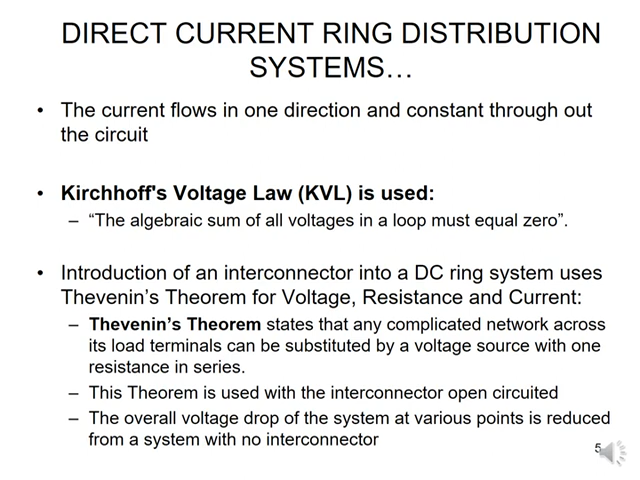 DIRECT CURRENT RING DISTRIBUTION
SYSTEMS…
• The current flows in one direction and constant through out
the circuit
• Kirchhoff's Voltage Law (KVL) is used:
– “The algebraic sum of all voltages in a loop must equal zero”.
• Introduction of an interconnector into a DC ring system uses
Thevenin’s Theorem for Voltage, Resistance and Current:
– Thevenin’s Theorem states that any complicated network across
its load terminals can be substituted by a voltage source with one
resistance in series.
– This Theorem is used with the interconnector open circuited
– The overall voltage drop of the system at various points is reduced
from a system with no interconnector
5